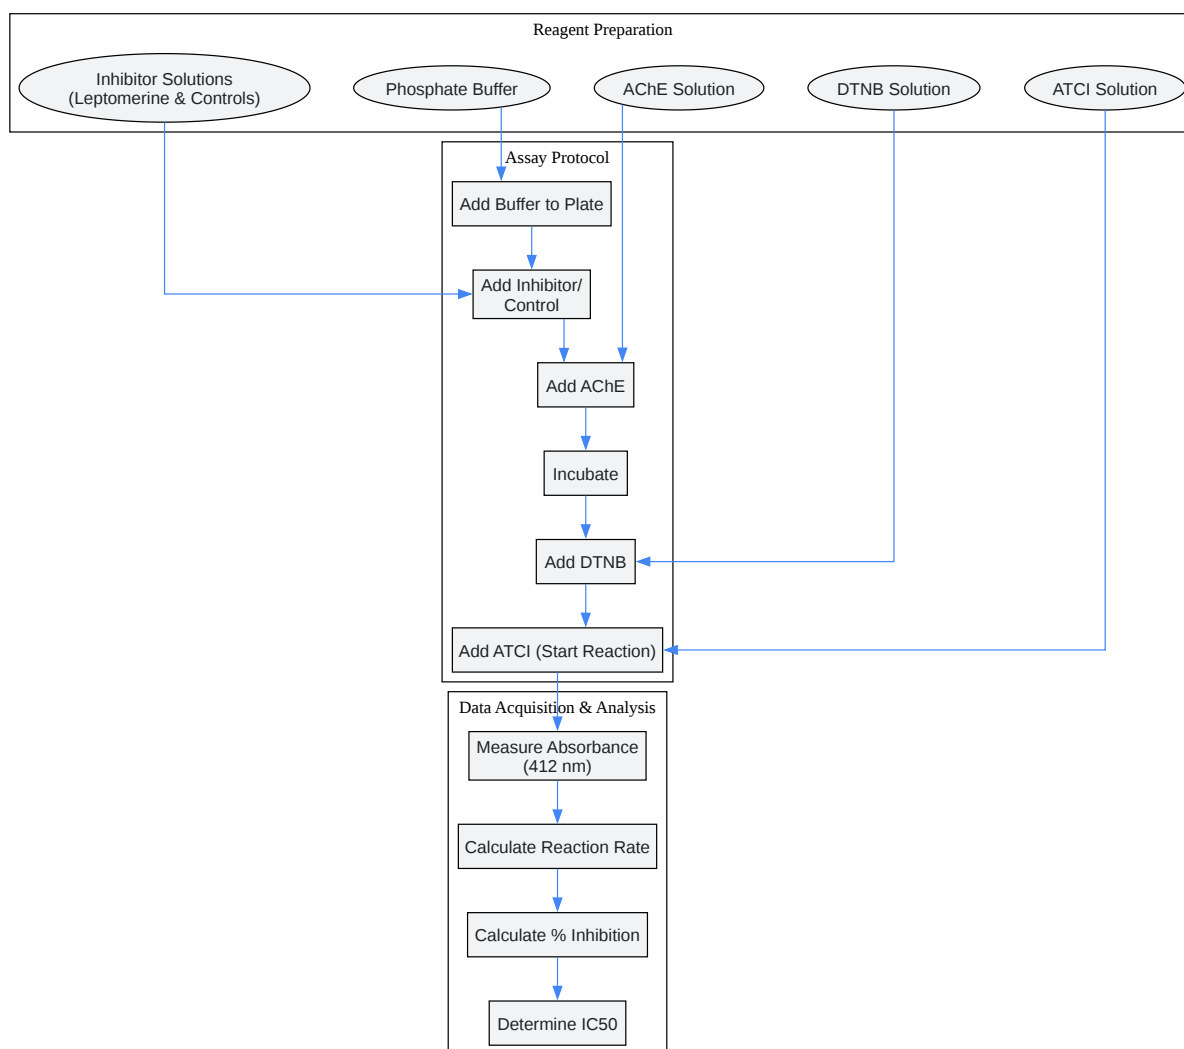 Reagent Preparation
Inhibitor Solutions
(Leptomerine & Controls)
Phosphate Buffer
AChE Solution
DTNB Solution
ATCI Solution
Assay Protocol
Add Buffer to Plate
Add Inhibitor/
Control
Add AChE
Incubate
Add DTNB
Add ATCI (Start Reaction)
Data Acquisition & Analysis
Measure Absorbance
(412 nm)
Calculate Reaction Rate
Calculate % Inhibition
Determine IC50